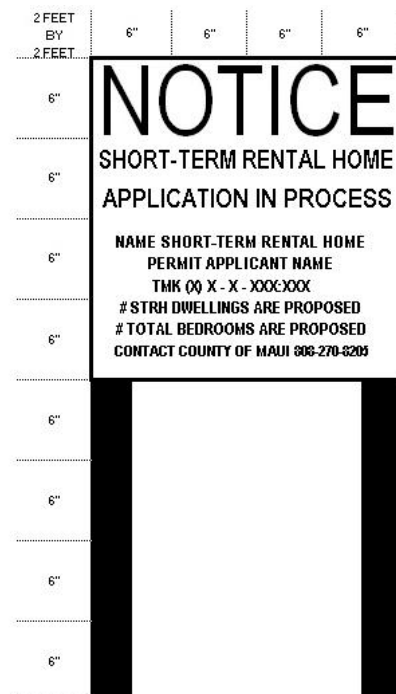 2 FEET
BY
2 FEET
6" 6" 6" 6"
6"
NOTICE
6"
SHORT-TERM RENTAL HOME
APPLICATION IN PROCESS
6"
NAME SHORT-TERM RENTAL HOME
PERMIT APPLICANT NAME
TMK (X) X - X - XXX:XXX
6"
# STRH DWELLINGS ARE PROPOSED
# TOTAL BEDROOMS ARE PROPOSED
CONTACT COUNTY OF MAUI 808-270-8205
6"
6"
6"
6"